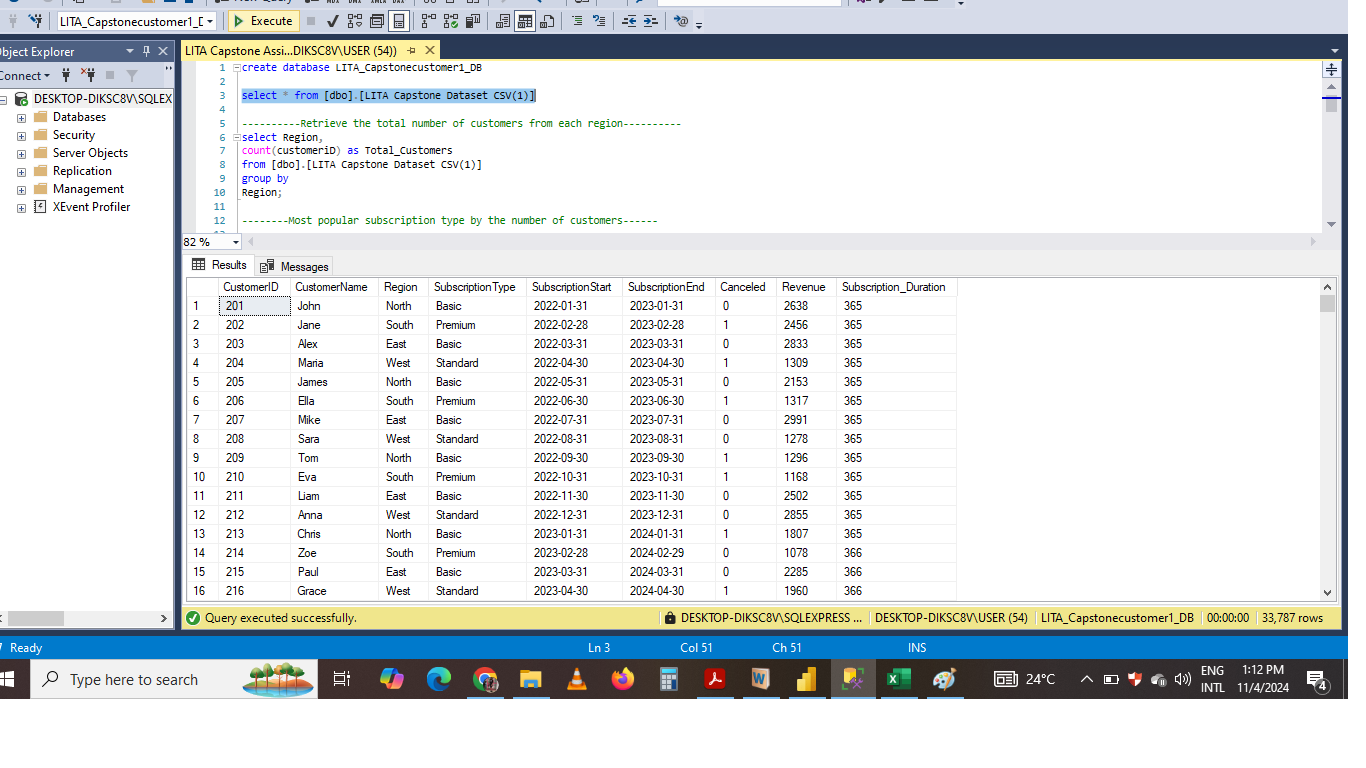 LITA_Capstonecustomer1_D Execute
Object Explorer
Connect
DESKTOP-DIKSC8V\SQLEX
Databases
Security
Server Objects
Replication
Management
XEvent Profiler
LITA Capstone Assi...DIKSC8V\USER (54))
1 create database LITA_Capstonecustomer1_DB
2
3 select * from [dbo].[LITA Capstone Dataset CSV(1)]
4
5 ----------Retrieve the total number of customers from each region----------
6 select Region,
7 count(customeriD) as Total_Customers
8 from [dbo].[LITA Capstone Dataset CSV(1)]
9 group by
10 Region;
11
12 --------Most popular subscription type by the number of customers------
82 %
Results Messages
CustomerID CustomerName Region SubscriptionType SubscriptionStart SubscriptionEnd Canceled Revenue Subscription_Duration
1 201 John North Basic 2022-01-31 2023-01-31 0 2638 365
2 202 Jane South Premium 2022-02-28 2023-02-28 1 2456 365
3 203 Alex East Basic 2022-03-31 2023-03-31 0 2833 365
4 204 Maria West Standard 2022-04-30 2023-04-30 1 1309 365
5 205 James North Basic 2022-05-31 2023-05-31 0 2153 365
6 206 Ella South Premium 2022-06-30 2023-06-30 1 1317 365
7 207 Mike East Basic 2022-07-31 2023-07-31 0 2991 365
8 208 Sara West Standard 2022-08-31 2023-08-31 0 1278 365
9 209 Tom North Basic 2022-09-30 2023-09-30 1 1296 365
10 210 Eva South Premium 2022-10-31 2023-10-31 1 1168 365
11 211 Liam East Basic 2022-11-30 2023-11-30 0 2502 365
12 212 Anna West Standard 2022-12-31 2023-12-31 0 2855 365
13 213 Chris North Basic 2023-01-31 2024-01-31 1 1807 365
14 214 Zoe South Premium 2023-02-28 2024-02-29 0 1078 366
15 215 Paul East Basic 2023-03-31 2024-03-31 0 2285 366
16 216 Grace West Standard 2023-04-30 2024-04-30 1 1960 366
Query executed successfully. DESKTOP-DIKSC8V\SQLEXPRESS ... DESKTOP-DIKSC8V\USER (54) LITA_Capstonecustomer1_DB 00:00:00 33,787 rows
Ready Ln 3 Col 51 Ch 51 INS
Type here to search 24°C ENG INTL 1:12 PM 11/4/2024 4